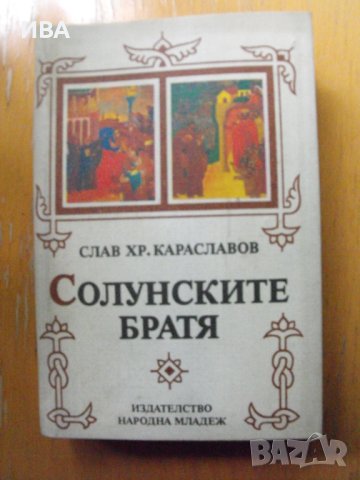 ИВА
СЛАВ ХР. КАРАСЛАВОВ
СОЛУНСКИТЕ
БРАТЯ
ИЗДАТЕЛСТВО
НАРОДНА МЛАДЕЖ
BAZAR